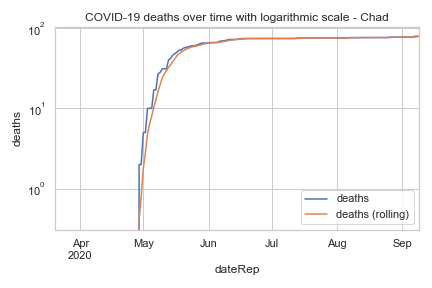 COVID-19 deaths over time with logarithmic scale - Chad
deaths
10²
10¹
10⁰
deaths
deaths (rolling)
Apr
2020
May
Jun
Jul
Aug
Sep
dateRep